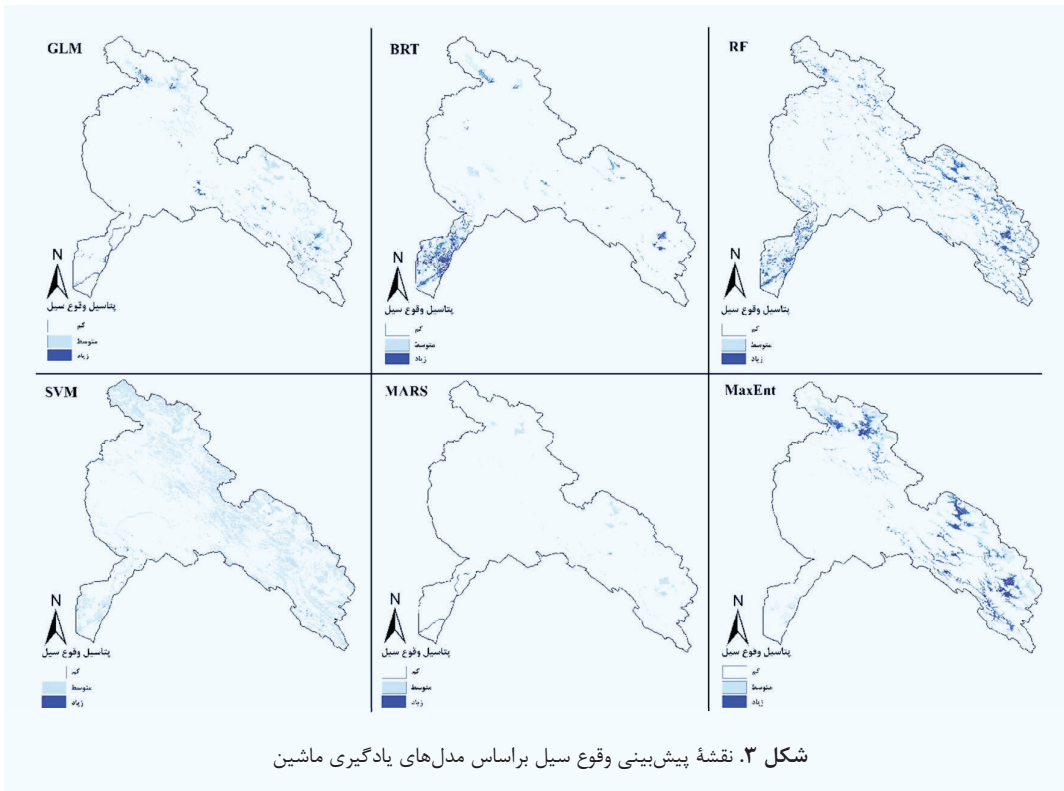 GLM
N
پتاسیل وقوع سیل
کم
متوسط
زیاد
BRT
N
پتاسیل وقوع سیل
کم
متوسط
زیاد
RF
N
پتاسیل وقوع سیل
کم
متوسط
زیاد
SVM
N
پتاسیل وقوع سیل
کم
متوسط
زیاد
MARS
N
پتاسیل وقوع سیل
کم
متوسط
زیاد
MaxEnt
N
پتاسیل وقوع سیل
کم
متوسط
زیاد
شکل ۳. نقشهٔ پیش‌بینی وقوع سیل براساس مدل‌های یادگیری ماشین